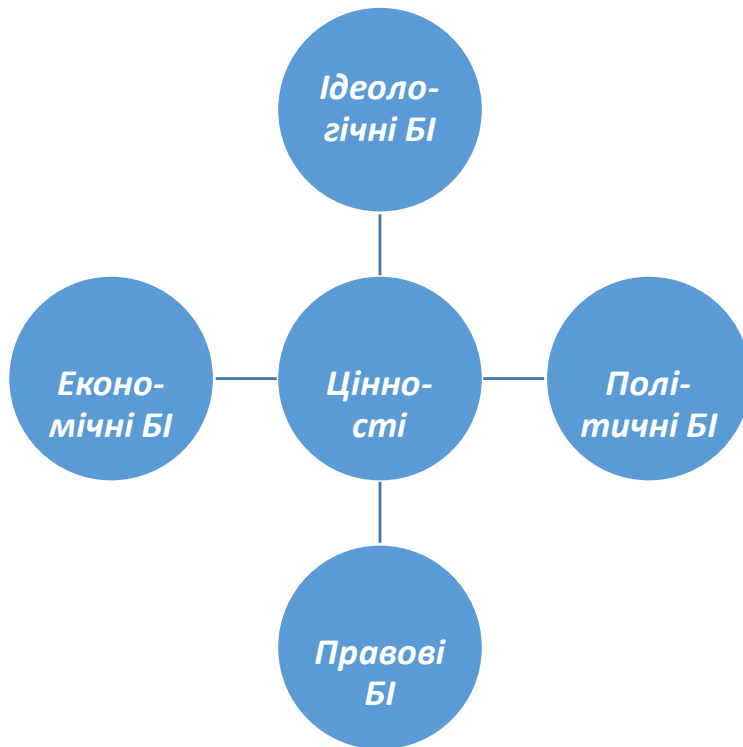 Ідеоло-
гічні БІ
Еконо-
мічні БІ
Цінно-
сті
Полі-
тичні БІ
Правові
БІ